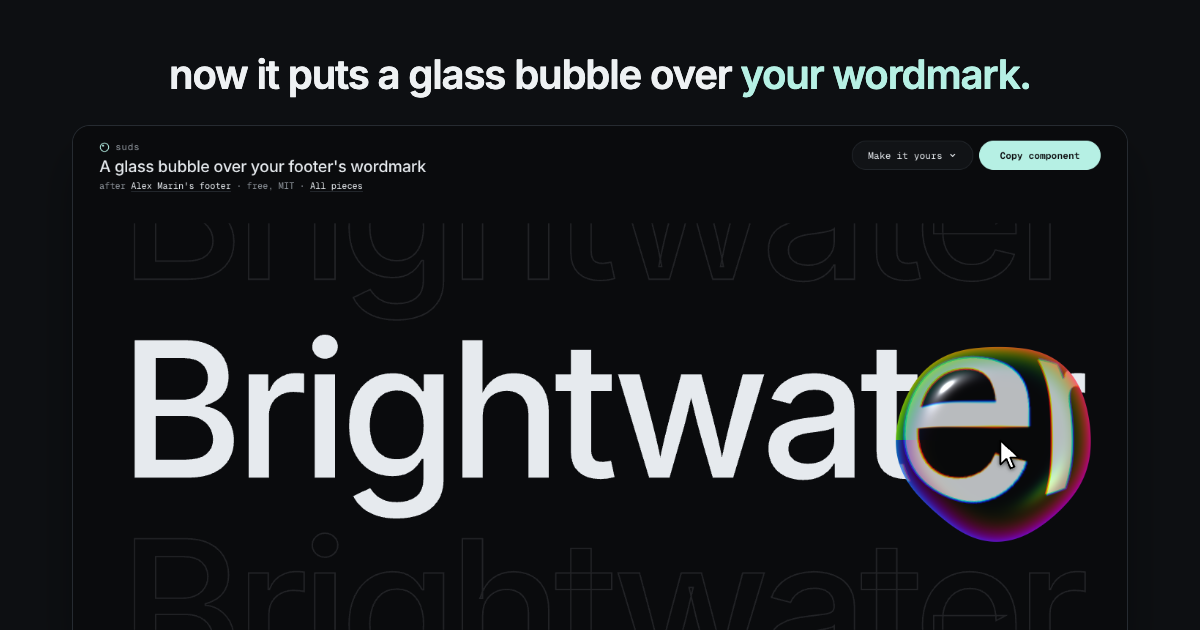 now it puts a glass bubble over your wordmark.
suds
A glass bubble over your footer's wordmark
after Alex Marin's footer · free, MIT · All pieces
Make it yours
Copy component
Brightwater
Brightwater
Brightwater